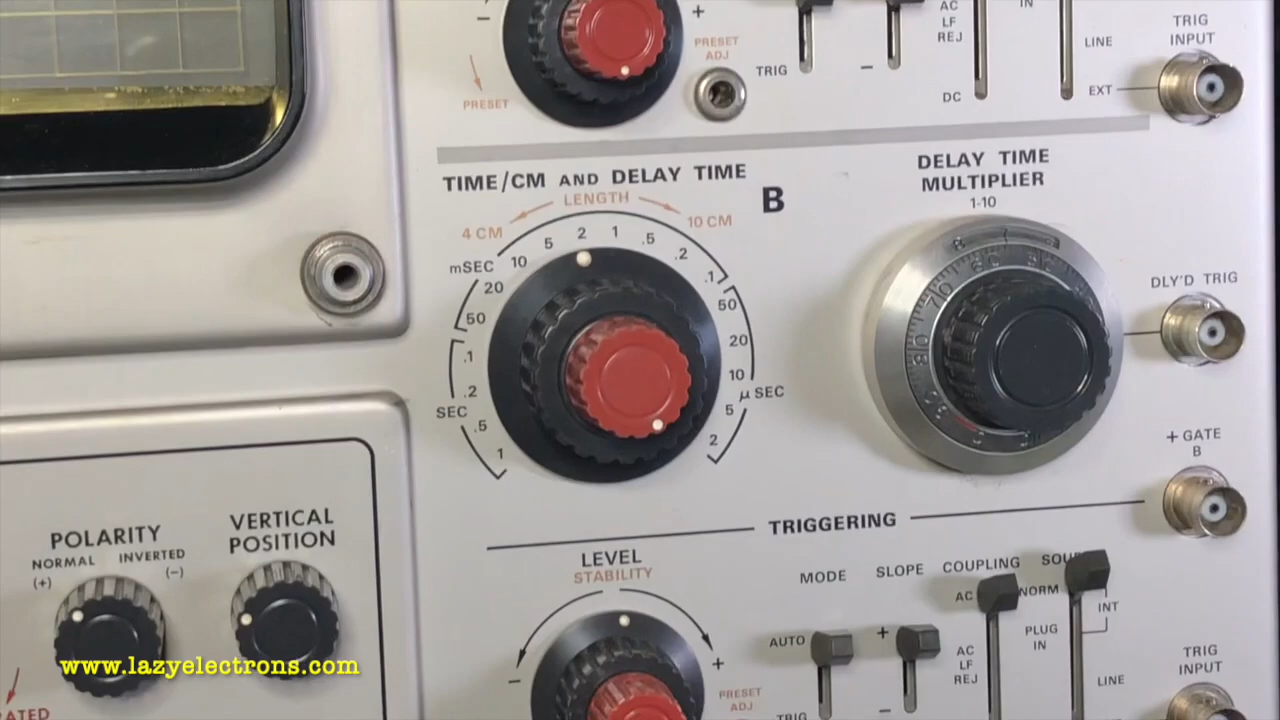 −
+
PRESET
ADJ
PRESET
TRIG
−
AC
LF
REJ
DC
IN
LINE
EXT
TRIG
INPUT
TIME/CM AND DELAY TIME
LENGTH
4 CM
10 CM
B
mSEC
50
20
10
5
2
1
.5
.2
.1
50
20
10
5
2
μ SEC
.1
.2
SEC
.5
1
DELAY TIME
MULTIPLIER
1-10
DLY'D TRIG
+ GATE
B
TRIGGERING
LEVEL
STABILITY
−
+
PRESET
ADJ
MODE
AUTO
TRIG
SLOPE
+
−
COUPLING
AC
AC
LF
REJ
NORM
INT
PLUG
IN
LINE
TRIG
INPUT
POLARITY
NORMAL
(+)
INVERTED
(−)
VERTICAL
POSITION
www.lazyelectrons.com